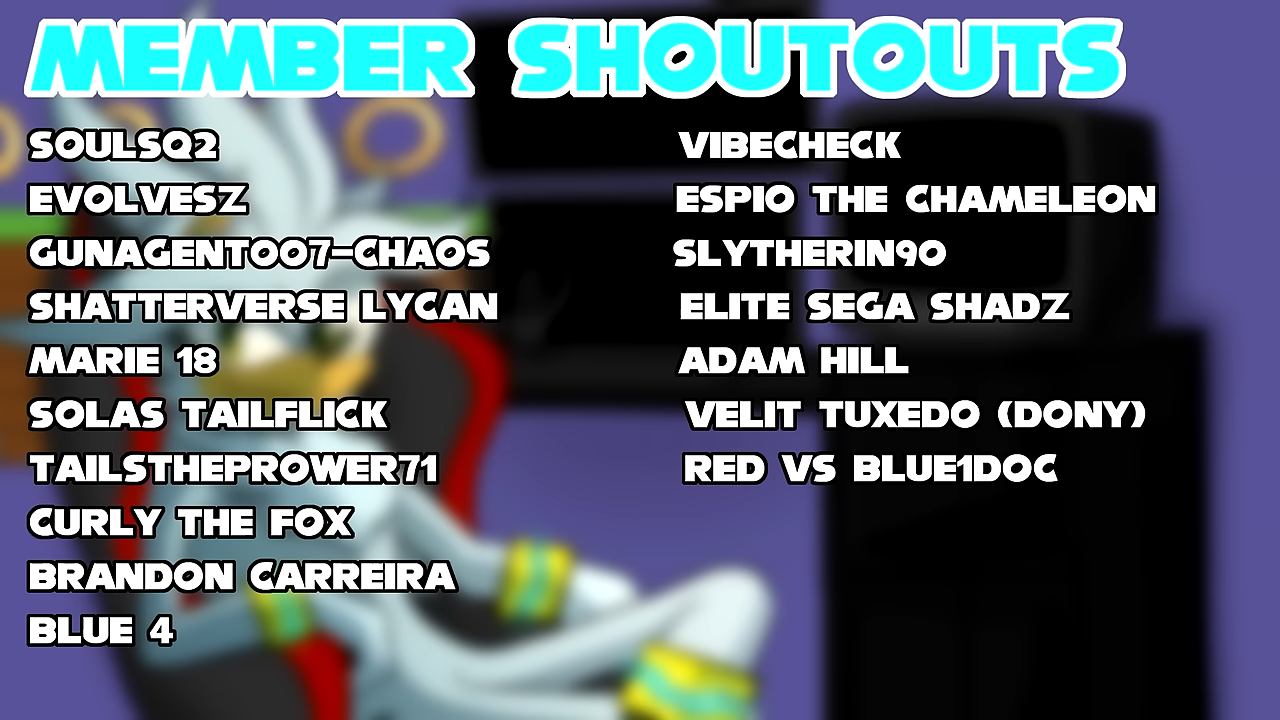 MEMBER SHOUTOUTS
SOULSQ2
EVOLVESZ
GUNAGENT007-CHAOS
SHATTERVERSE LYCAN
MARIE 18
SOLAS TAILFLICK
TAILSTHEPROWER71
CURLY THE FOX
BRANDON CARREIRA
BLUE 4
VIBECHECK
ESPIO THE CHAMELEON
SLYTHERIN90
ELITE SEGA SHADZ
ADAM HILL
VELIT TUXEDO (DONY)
RED VS BLUE1DOC